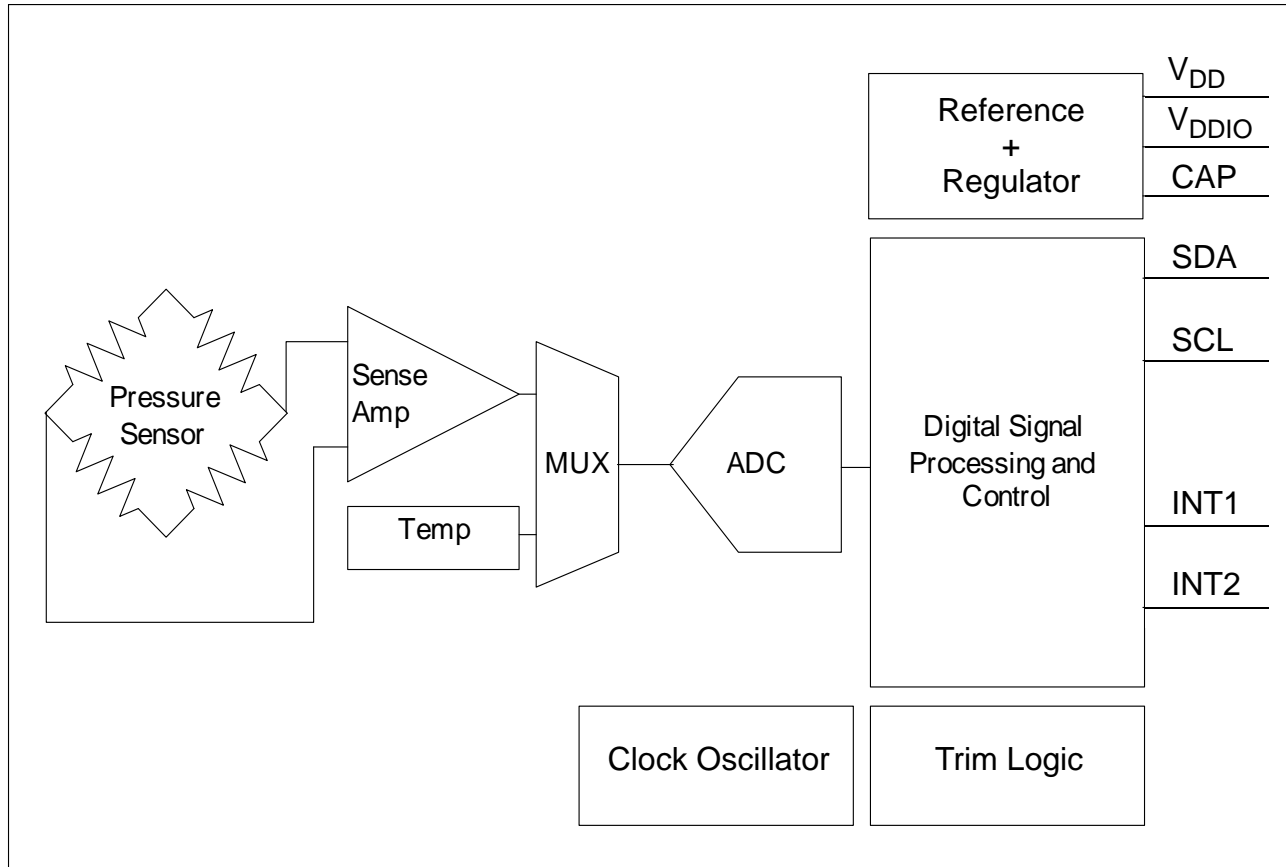 Reference
+
Regulator
VDD
VDDIO
CAP
SDA
SCL
INT1
INT2
Pressure
Sensor
Sense
Amp
Temp
MUX
ADC
Digital Signal
Processing and
Control
Clock Oscillator
Trim Logic